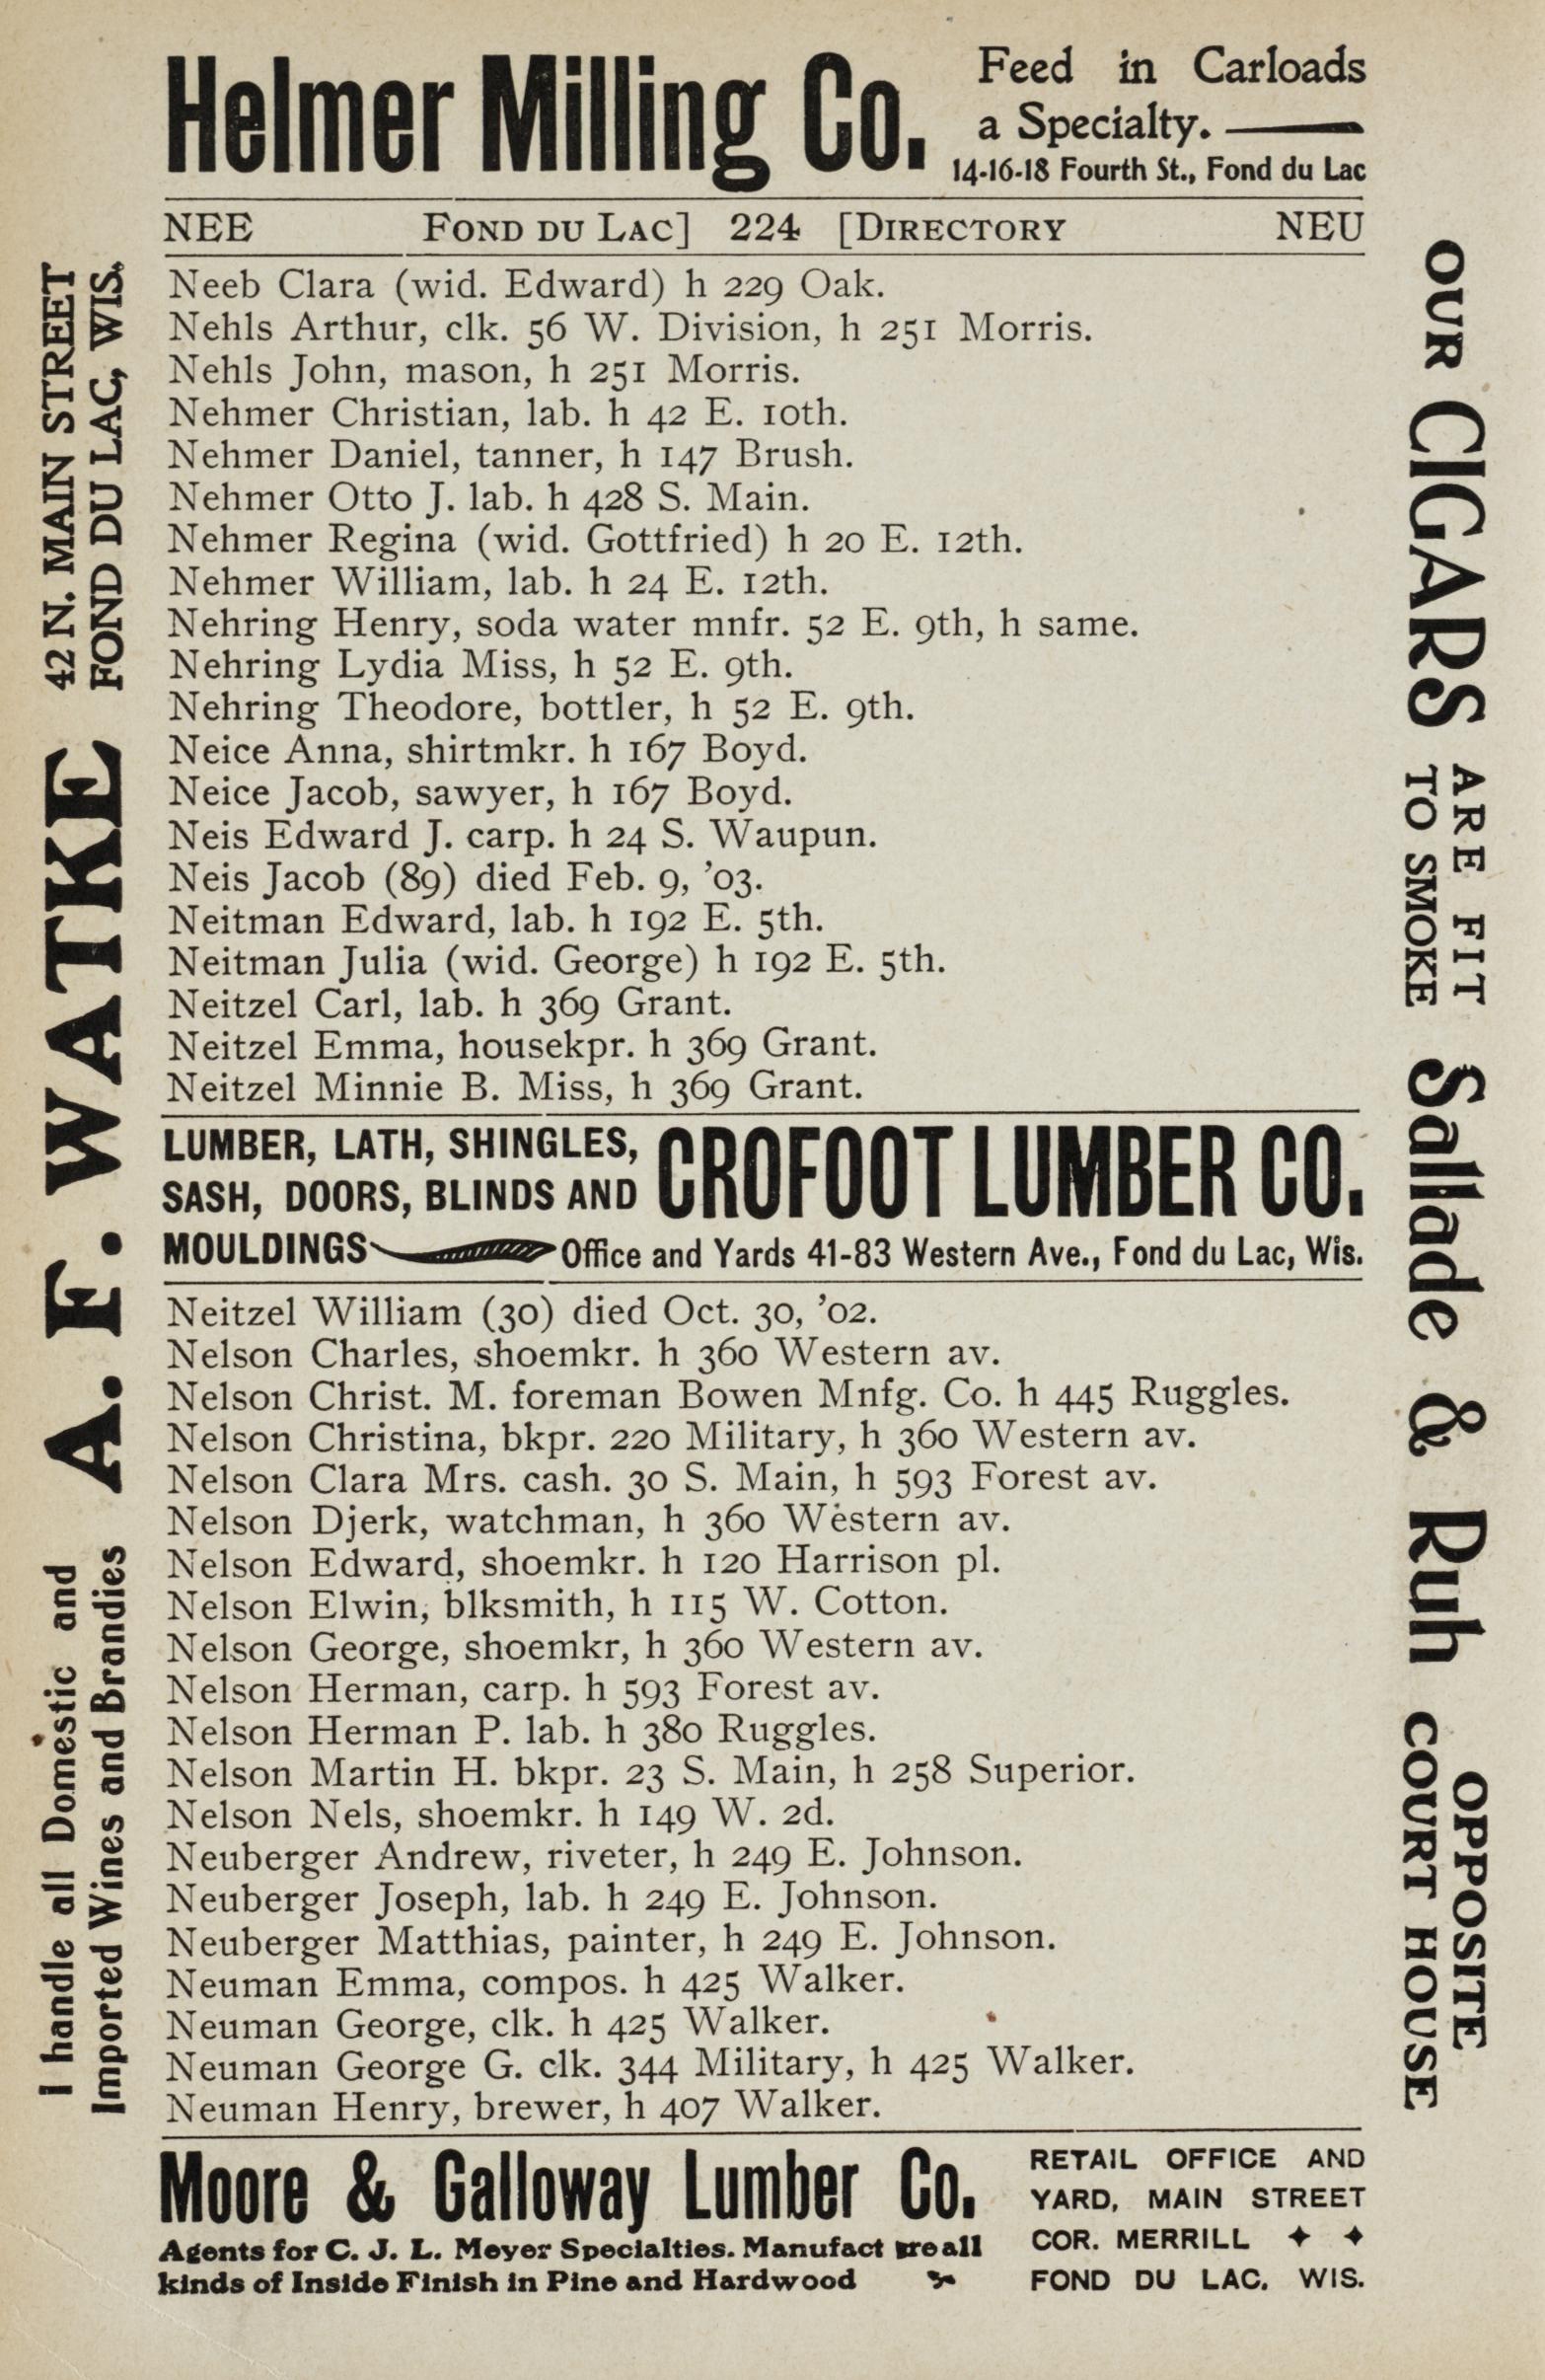 Helmer Milling Co.
Feed in Carloads
a Specialty.
14-16-18 Fourth St., Fond du Lac
NEE FOND DU LAC] 224 [DIRECTORY NEU
Neeb Clara (wid. Edward) h 229 Oak.
Nehls Arthur, clk. 56 W. Division, h 251 Morris.
Nehls John, mason, h 251 Morris.
Nehmer Christian, lab. h 42 E. 10th.
Nehmer Daniel, tanner, h 147 Brush.
Nehmer Otto J. lab. h 428 S. Main.
Nehmer Regina (wid. Gottfried) h 20 E. 12th.
Nehmer William, lab. h 24 E. 12th.
Nehring Henry, soda water mnfr. 52 E. 9th, h same.
Nehring Lydia Miss, h 52 E. 9th.
Nehring Theodore, bottler, h 52 E. 9th.
Neice Anna, shirtmkr. h 167 Boyd.
Neice Jacob, sawyer, h 167 Boyd.
Neis Edward J. carp. h 24 S. Waupun.
Neis Jacob (89) died Feb. 9, ’03.
Neitman Edward, lab. h 192 E. 5th.
Neitman Julia (wid. George) h 192 E. 5th.
Neitzel Carl, lab. h 369 Grant.
Neitzel Emma, housekpr. h 369 Grant.
Neitzel Minnie B. Miss, h 369 Grant.
LUMBER, LATH, SHINGLES,
SASH, DOORS, BLINDS AND
MOULDINGS
CROFOOT LUMBER CO.
Office and Yards 41-83 Western Ave., Fond du Lac, Wis.
Neitzel William (30) died Oct. 30, ’02.
Nelson Charles, shoemkr. h 360 Western av.
Nelson Christ. M. foreman Bowen Mnfg. Co. h 445 Ruggles.
Nelson Christina, bkpr. 220 Military, h 360 Western av.
Nelson Clara Mrs. cash. 30 S. Main, h 593 Forest av.
Nelson Djerk, watchman, h 360 Western av.
Nelson Edward, shoemkr. h 120 Harrison pl.
Nelson Elwin, blksmith, h 115 W. Cotton.
Nelson George, shoemkr, h 360 Western av.
Nelson Herman, carp. h 593 Forest av.
Nelson Herman P. lab. h 380 Ruggles.
Nelson Martin H. bkpr. 23 S. Main, h 258 Superior.
Nelson Nels, shoemkr. h 149 W. 2d.
Neuberger Andrew, riveter, h 249 E. Johnson.
Neuberger Joseph, lab. h 249 E. Johnson.
Neuberger Matthias, painter, h 249 E. Johnson.
Neuman Emma, compos. h 425 Walker.
Neuman George, clk. h 425 Walker.
Neuman George G. clk. 344 Military, h 425 Walker.
Neuman Henry, brewer, h 407 Walker.
Moore & Galloway Lumber Co.
Agents for C. J. L. Meyer Specialties. Manufact ure all
kinds of Inside Finish in Pine and Hardwood
RETAIL OFFICE AND
YARD, MAIN STREET
COR. MERRILL
FOND DU LAC. WIS.
I handle all Domestic and
Imported Wines and Brandies
A. F. WATKE
42 N. MAIN STREET
FOND DU LAC, WIS.
OUR CIGARS
ARE FIT
TO SMOKE
Sallade & Ruh
OPPOSITE
COURT HOUSE